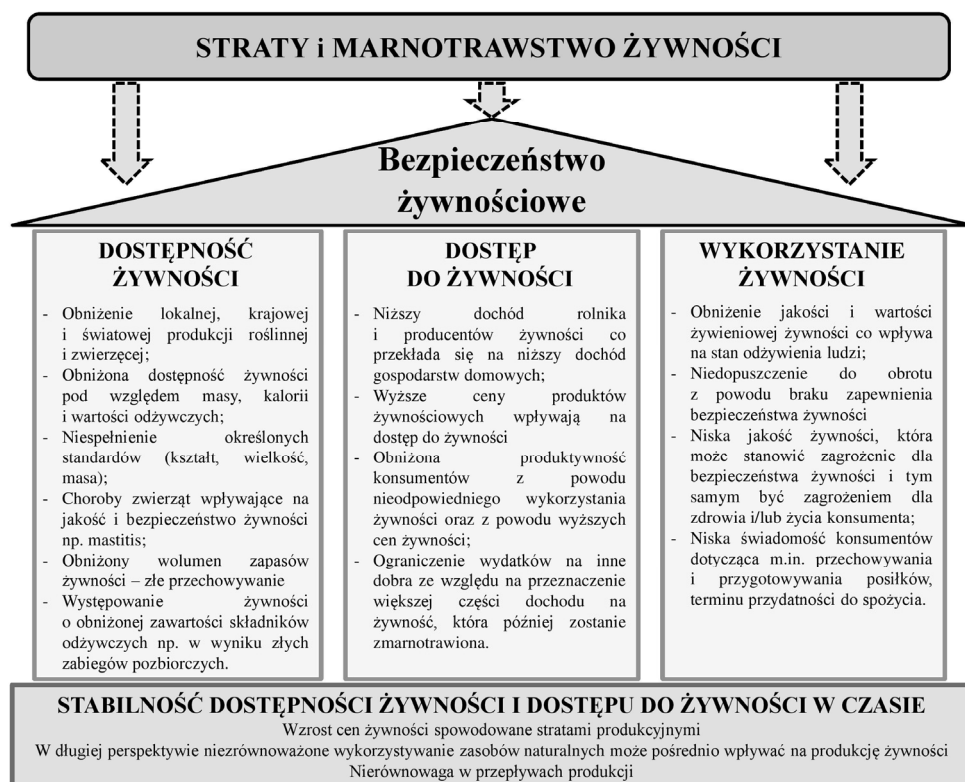 STRATY i MARNOTRAWSTWO ŻYWNOŚCI
Bezpieczeństwo
żywnościowe
DOSTĘPNOŚĆ
ŻYWNOŚCI
- Obniżenie lokalnej, krajowej
i światowej produkcji roślinnej
i zwierzęcej;
- Obniżona dostępność żywności
pod względem masy, kalorii
i wartości odżywczych;
- Niespełnienie określonych
standardów (kształt, wielkość,
masa);
- Choroby zwierząt wpływające na
jakość i bezpieczeństwo żywności
np. mastitis;
- Obniżony wolumen zapasów
żywności – złe przechowywanie
- Występowanie żywności
o obniżonej zawartości składników
odżywczych np. w wyniku złych
zabiegów pozbiorczych.
DOSTĘP
DO ŻYWNOŚCI
- Niższy dochód rolnika
i producentów żywności co
przekłada się na niższy dochód
gospodarstw domowych;
- Wyższe ceny produktów
żywnościowych wpływają na
dostęp do żywności
- Obniżona produktywność
konsumentów z powodu
nieodpowiedniego wykorzystania
żywności oraz z powodu wyższych
cen żywności;
- Ograniczenie wydatków na inne
dobra ze względu na przeznaczenie
większej części dochodu na
żywność, która później zostanie
zmarnotrawiona.
WYKORZYSTANIE
ŻYWNOŚCI
- Obniżenie jakości i wartości
żywieniowej żywności co wpływa
na stan odżywienia ludzi;
- Niedopuszczenie do obrotu
z powodu braku zapewnienia
bezpieczeństwa żywności
- Niska jakość żywności, która
może stanowić zagrożenie dla
bezpieczeństwa żywności i tym
samym być zagrożeniem dla
zdrowia i/lub życia konsumenta;
- Niska świadomość konsumentów
dotycząca m.in. przechowywania
i przygotowywania posiłków,
terminu przydatności do spożycia.
STABILNOŚĆ DOSTĘPNOŚCI ŻYWNOŚCI I DOSTĘPU DO ŻYWNOŚCI W CZASIE
Wzrost cen żywności spowodowane stratami produkcyjnymi
W długiej perspektywie niezrównoważone wykorzystywanie zasobów naturalnych może pośrednio wpływać na produkcję żywności
Nierównowaga w przepływach produkcji